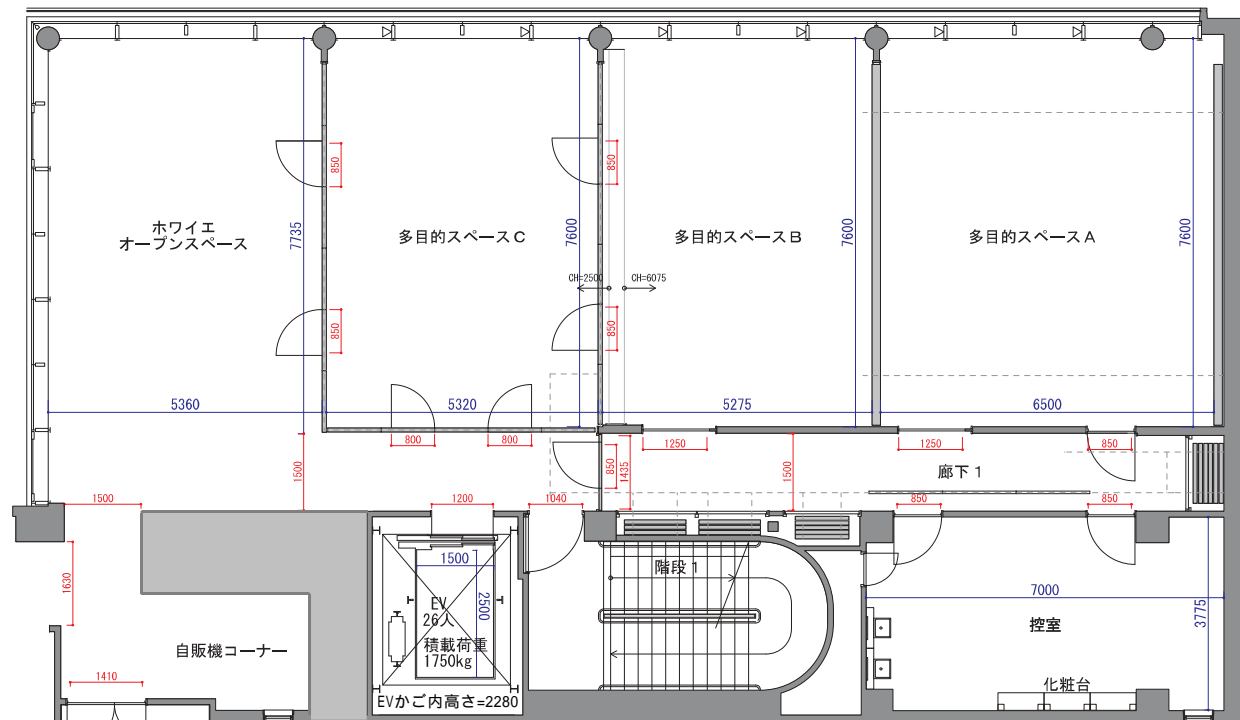 ホワイエ
オープンスペース
7735
850
850
5360
多目的スペースC
7600
850
850
CH=2500
CH=6075
5320
800
800
多目的スペースB
7600
5275
1250
多目的スペースA
7600
6500
1250
850
1500
850
1435
1500
廊下1
1500
1200
1040
850
850
1630
自販機コーナー
1410
1500
2500
EV
26人
積載荷重
1750kg
EVかご内高さ=2280
階段1
7000
3775
控室
化粧台